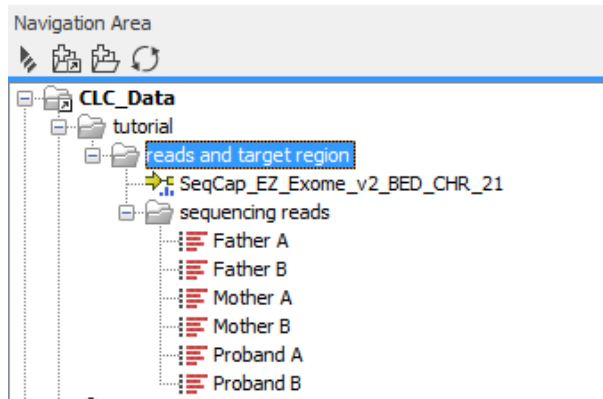 Navigation Area
CLC_Data
tutorial
reads and target region
SeqCap_EZ_Exome_v2_BED_CHR_21
sequencing reads
Father A
Father B
Mother A
Mother B
Proband A
Proband B